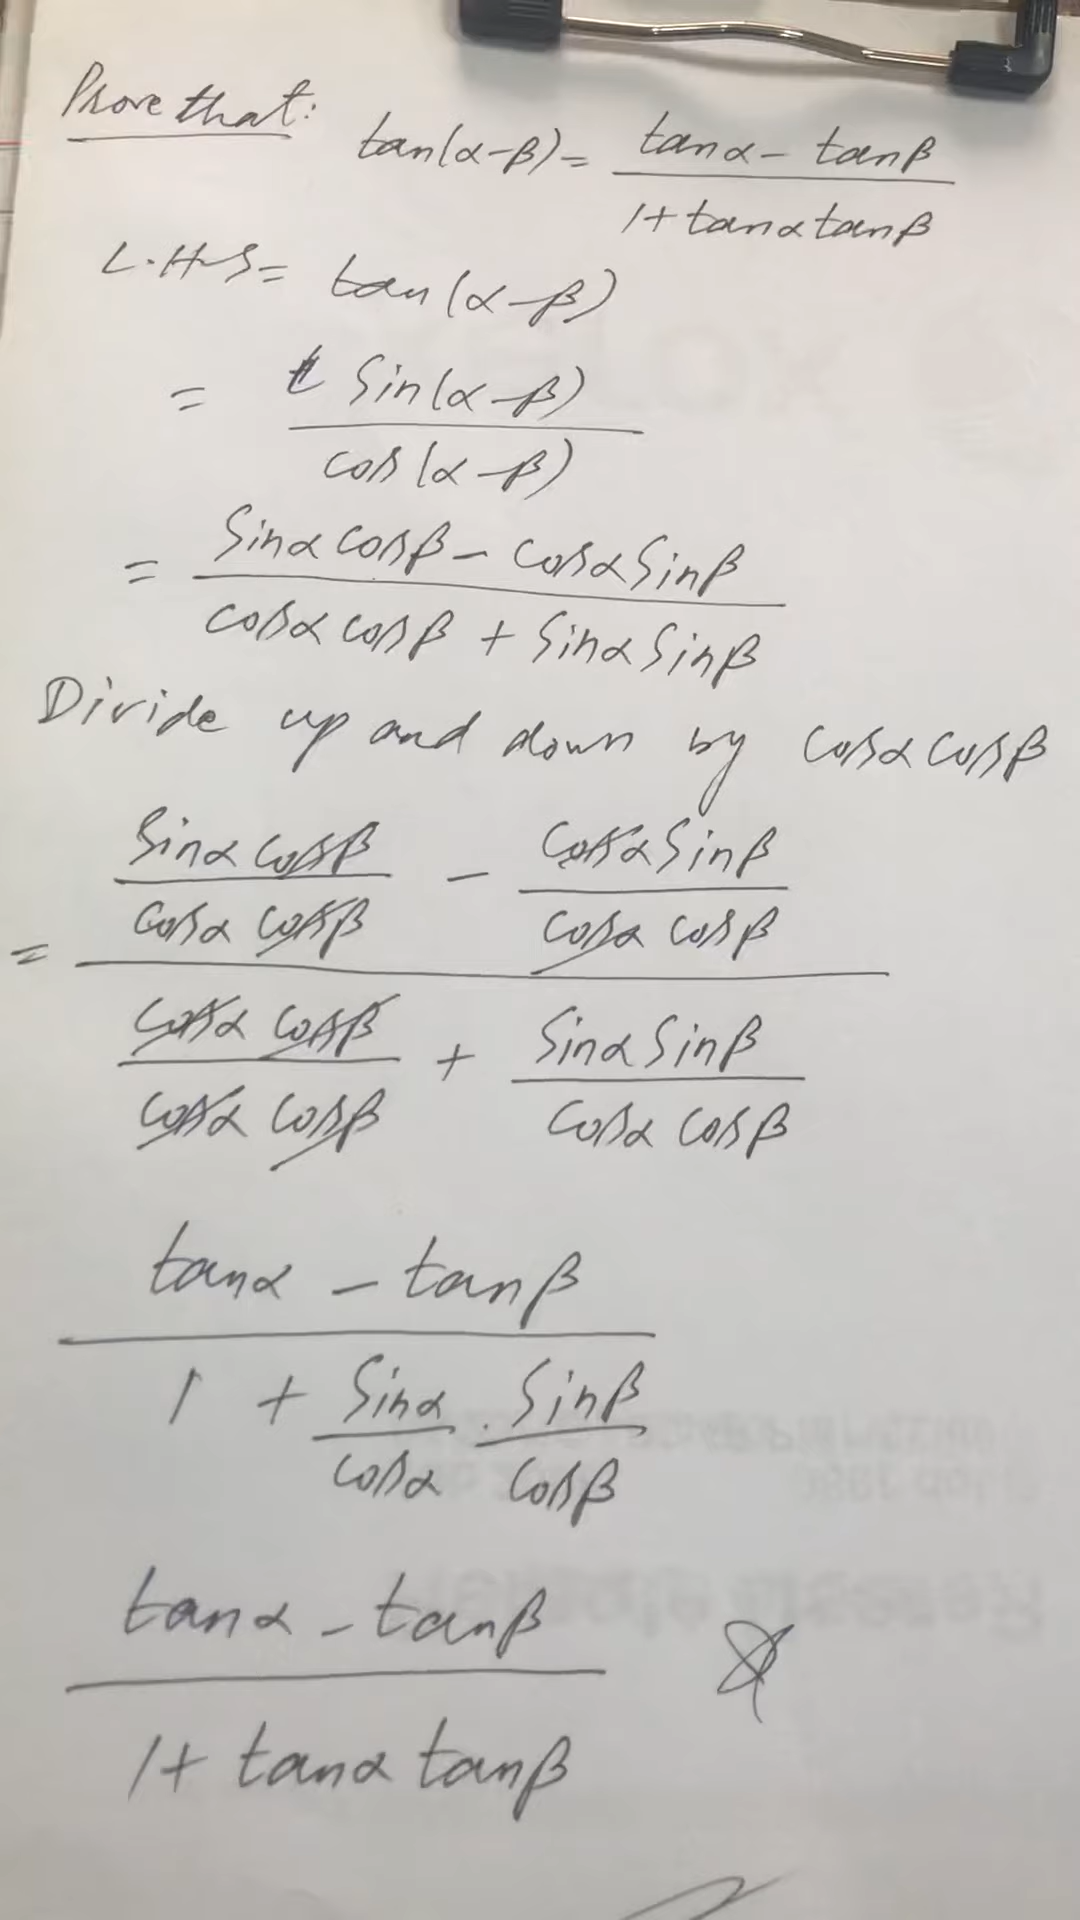 Prove that:
tan(α-β) = (tanα - tanβ) / (1 + tanα tanβ)
L.H.S = tan(α-β)
= Sin(α-β) / cos(α-β)
= (Sinα cosβ - cosα Sinβ) / (cosα cosβ + Sinα Sinβ)
Divide up and down by cosα cosβ
= ((Sinα cosβ) / (cosα cosβ) - (cosα Sinβ) / (cosα cosβ)) / ((cosα cosβ) / (cosα cosβ) + (Sinα Sinβ) / (cosα cosβ))
(tanα - tanβ) / (1 + Sinα / cosα . Sinβ / cosβ)
(tanα - tanβ) / (1 + tanα tanβ)